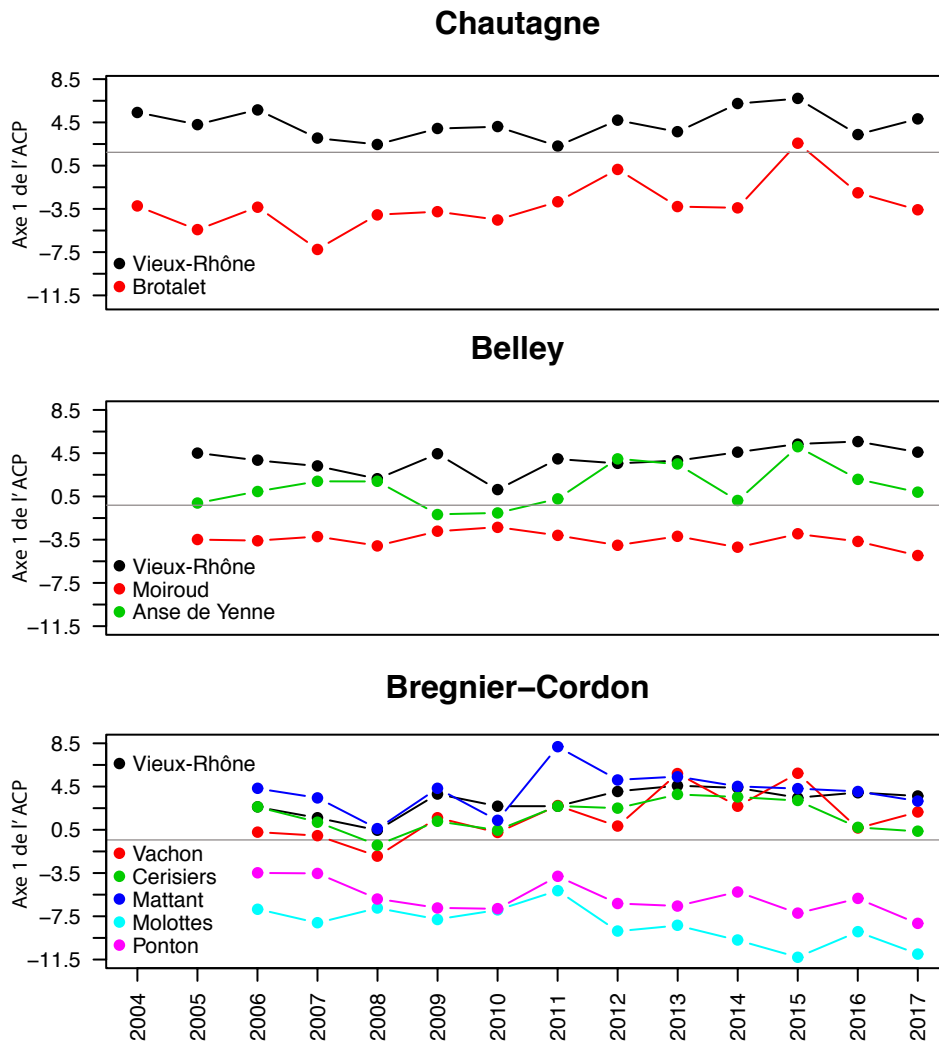 Chautagne
Axe 1 de l'ACP
8.5
4.5
0.5
−3.5
−7.5
−11.5
Vieux-Rhône
Brotalet
Belley
Axe 1 de l'ACP
8.5
4.5
0.5
−3.5
−7.5
−11.5
Vieux-Rhône
Moiroud
Anse de Yenne
Bregnier−Cordon
Axe 1 de l'ACP
8.5
4.5
0.5
−3.5
−7.5
−11.5
Vieux-Rhône
Vachon
Cerisiers
Mattant
Molottes
Ponton
2004
2005
2006
2007
2008
2009
2010
2011
2012
2013
2014
2015
2016
2017